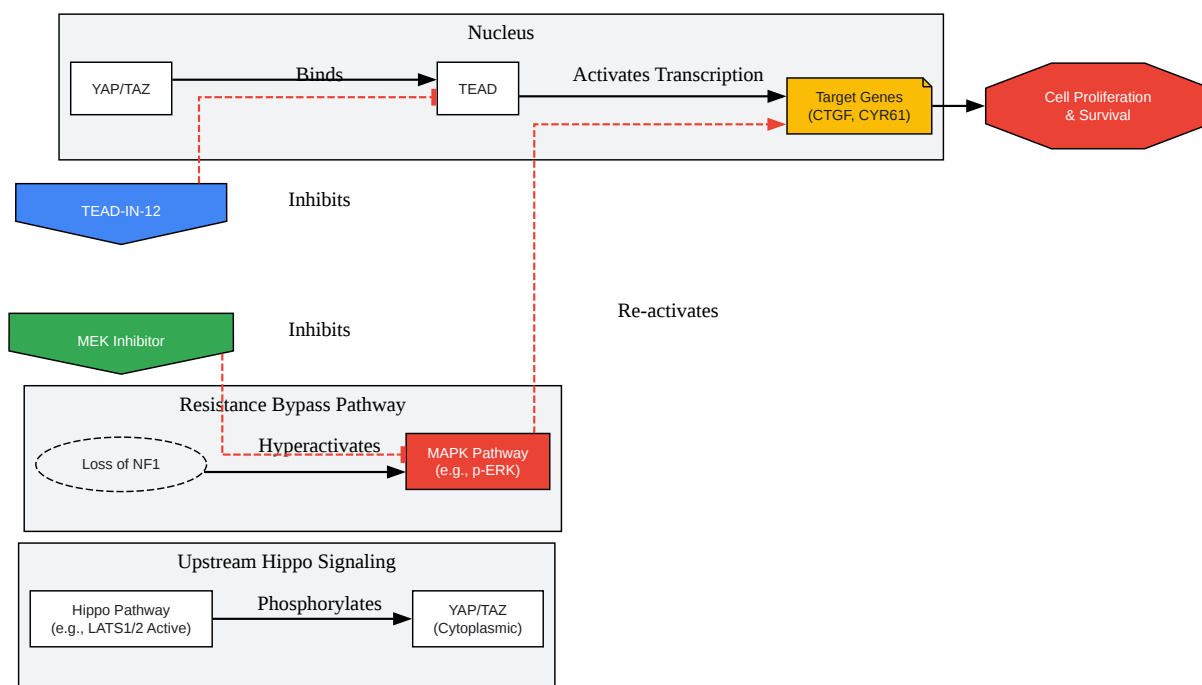 Nucleus
YAP/TAZ
Binds
TEAD
Activates Transcription
Target Genes
(CTGF, CYR61)
Cell Proliferation
& Survival
TEAD-IN-12
Inhibits
Re-activates
MEK Inhibitor
Inhibits
Resistance Bypass Pathway
Loss of NF1
Hyperactivates
MAPK Pathway
(e.g., p-ERK)
Upstream Hippo Signaling
Hippo Pathway
(e.g., LATS1/2 Active)
Phosphorylates
YAP/TAZ
(Cytoplasmic)